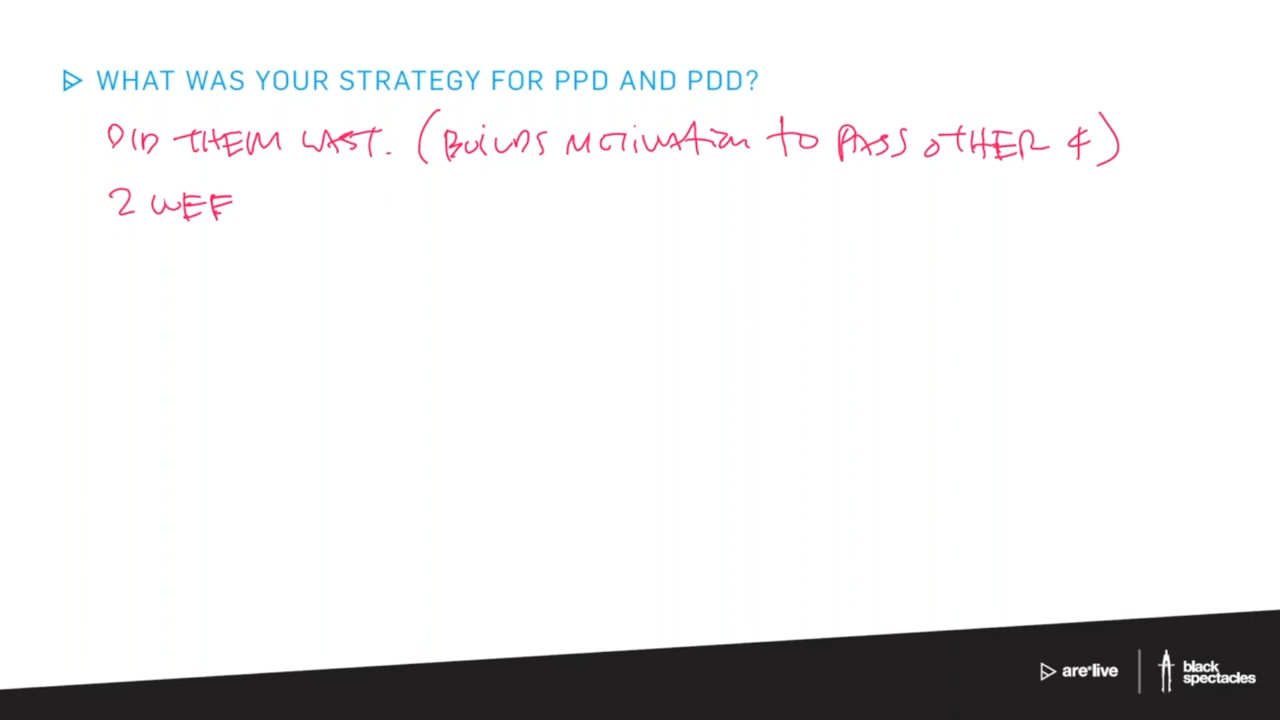 WHAT WAS YOUR STRATEGY FOR PPD AND PDD?
DID THEM LAST. (BUILDS MOTIVATION TO PASS OTHER 4)
2 WEE
are•live
black
spectacles